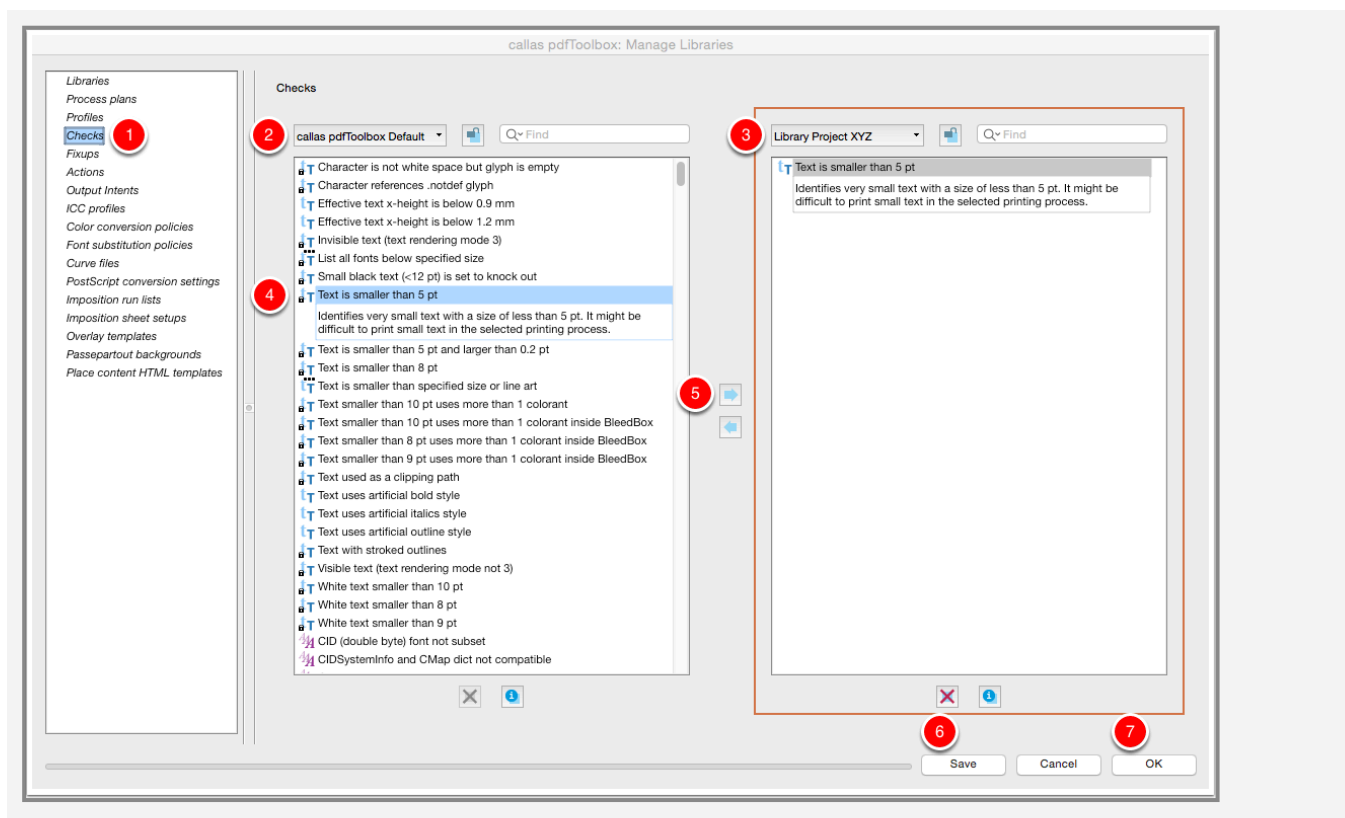 callas pdfToolbox: Manage Libraries
Libraries
Process plans
Profiles
Checks
1
Fixups
Actions
Output Intents
ICC profiles
Color conversion policies
Font substitution policies
Curve files
PostScript conversion settings
Imposition run lists
Imposition sheet setups
Overlay templates
Passepartout backgrounds
Place content HTML templates
Checks
2
callas pdfToolbox Default
Find
Character is not white space but glyph is empty
Character references .notdef glyph
Effective text x-height is below 0.9 mm
Effective text x-height is below 1.2 mm
Invisible text (text rendering mode 3)
List all fonts below specified size
Small black text (<12 pt) is set to knock out
4
Text is smaller than 5 pt
Identifies very small text with a size of less than 5 pt. It might be
difficult to print small text in the selected printing process.
Text is smaller than 5 pt and larger than 0.2 pt
Text is smaller than 8 pt
Text is smaller than specified size or line art
Text smaller than 10 pt uses more than 1 colorant
Text smaller than 10 pt uses more than 1 colorant inside BleedBox
Text smaller than 8 pt uses more than 1 colorant inside BleedBox
Text smaller than 9 pt uses more than 1 colorant inside BleedBox
Text used as a clipping path
Text uses artificial bold style
Text uses artificial italics style
Text uses artificial outline style
Text with stroked outlines
Visible text (text rendering mode not 3)
White text smaller than 10 pt
White text smaller than 8 pt
White text smaller than 9 pt
CID (double byte) font not subset
CIDSystemInfo and CMap dict not compatible
5
3
Library Project XYZ
Find
Text is smaller than 5 pt
Identifies very small text with a size of less than 5 pt. It might be
difficult to print small text in the selected printing process.
6
7
Save
Cancel
OK